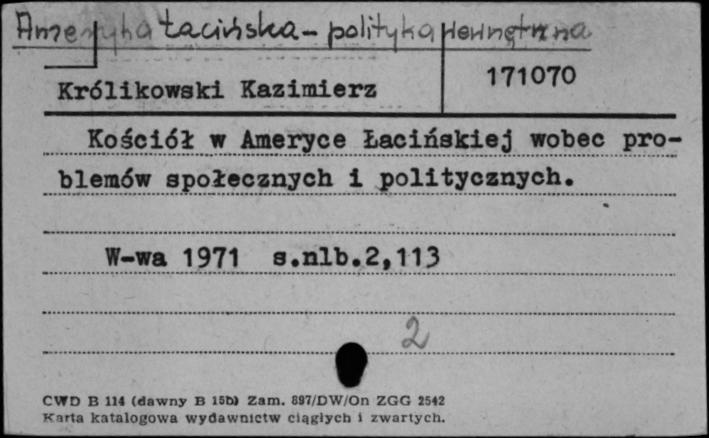 Ameryka Łacińska - polityka wewnętrzna
Królikowski Kazimierz
171070
Kościół w Ameryce Łacińskiej wobec pro-
blemów społecznych i politycznych.
W-wa 1971 s.nlb.2,113
2
CWD B 114 (dawny B 15b) Zam. 897/DW/On ZGG 2542
Karta katalogowa wydawnictw ciągłych i zwartych.